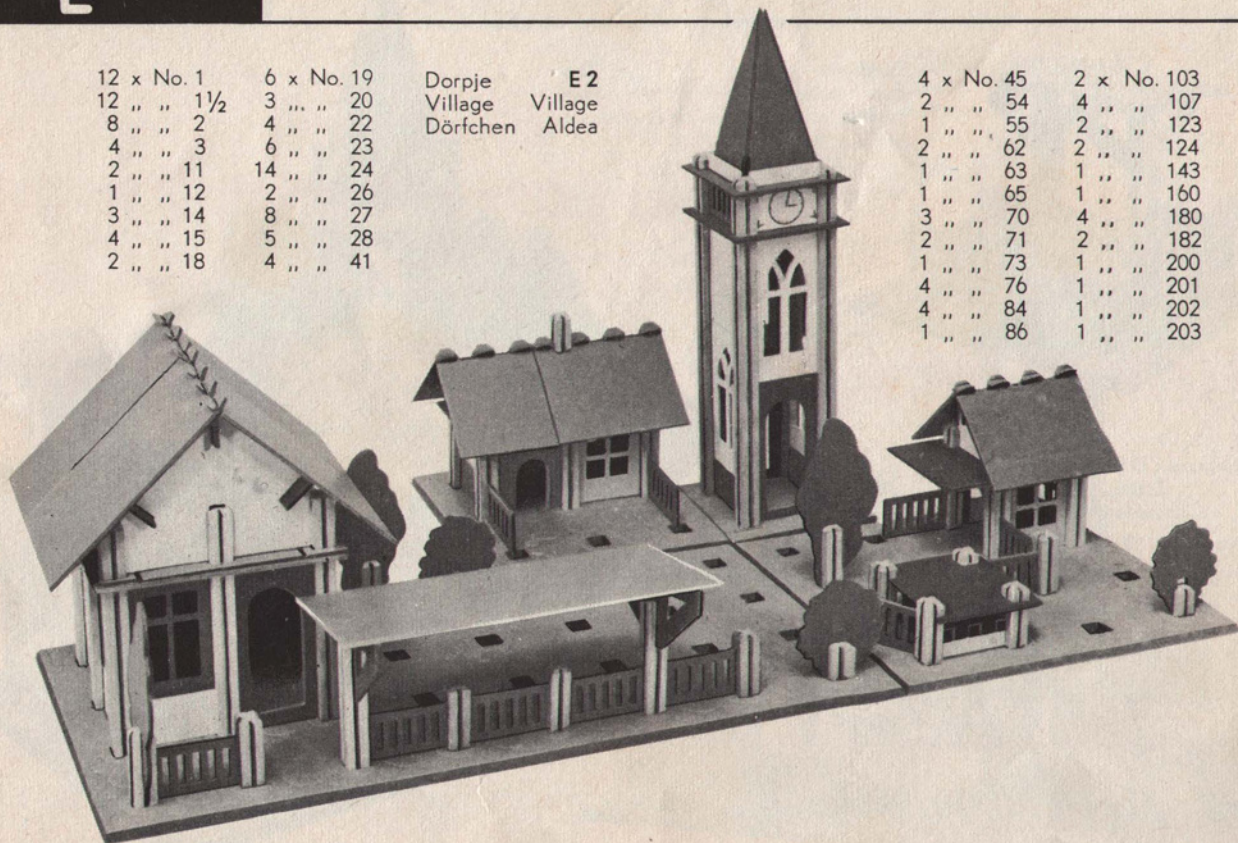 E
12 x No. 1
12 ,, ,, 1½
8 ,, ,, 2
4 ,, ,, 3
2 ,, ,, 11
1 ,, ,, 12
3 ,, ,, 14
4 ,, ,, 15
2 ,, ,, 18
6 x No. 19
3 ,, ,, 20
4 ,, ,, 22
6 ,, ,, 23
14 ,, ,, 24
2 ,, ,, 26
8 ,, ,, 27
5 ,, ,, 28
4 ,, ,, 41
Dorpje E 2
Village Village
Dörfchen Aldea
4 x No. 45
2 ,, ,, 54
1 ,, ,, 55
2 ,, ,, 62
1 ,, ,, 63
1 ,, ,, 65
3 ,, ,, 70
2 ,, ,, 71
1 ,, ,, 73
4 ,, ,, 76
4 ,, ,, 84
1 ,, ,, 86
2 x No. 103
4 ,, ,, 107
2 ,, ,, 123
2 ,, ,, 124
1 ,, ,, 143
1 ,, ,, 160
4 ,, ,, 180
2 ,, ,, 182
1 ,, ,, 200
1 ,, ,, 201
1 ,, ,, 202
1 ,, ,, 203